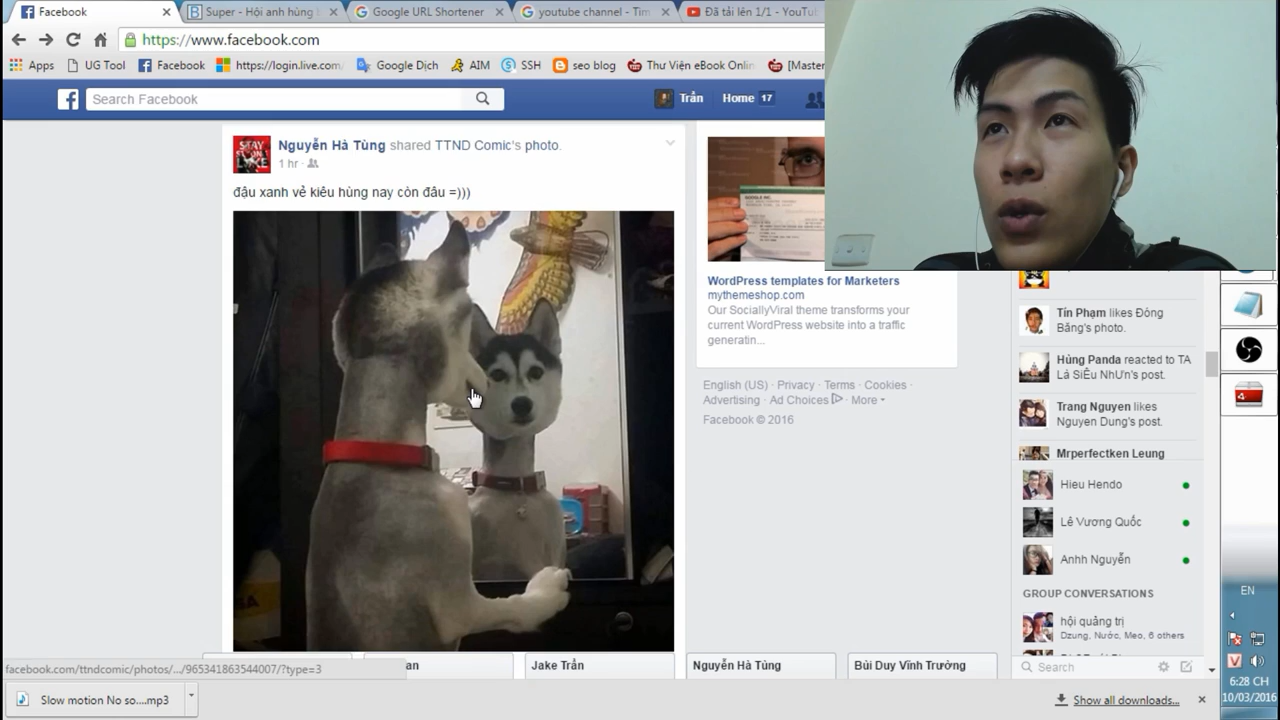 Facebook
Super - Hội anh hùng
Google URL Shortener
youtube channel - Tìm
Đã tải lên 1/1 - YouTu
https://www.facebook.com
Apps
UG Tool
Facebook
https://login.live.com/
Google Dịch
AIM
SSH
seo blog
Thư Viện eBook Onlin
[Master
Search Facebook
Trần
Home 17
Nguyễn Hà Tùng shared TTND Comic's photo.
1 hr
đậu xanh vẻ kiêu hùng nay còn đâu =)))
STAY
WordPress templates for Marketers
mythemeshop.com
Our SociallyViral theme transforms your
current WordPress website into a traffic
generatin...
English (US) · Privacy · Terms · Cookies ·
Advertising · Ad Choices · More
Facebook © 2016
Tín Phạm likes Đòng
Băng's photo.
Hùng Panda reacted to TA
Lá SiÊu NhƯn's post.
Trang Nguyen likes
Nguyen Dung's post.
Mrperfectken Leung
Hieu Hendo
Lê Vương Quốc
Anhh Nguyễn
GROUP CONVERSATIONS
hội quảng trị
Dzung, Nước, Meo, 6 others
Search
facebook.com/ttndcomic/photos/.../965341863544007/?type=3
an
Jake Trần
Nguyễn Hà Tùng
Bùi Duy Vĩnh Trường
Slow motion No so....mp3
Show all downloads...
EN
6:28 CH
10/03/2016